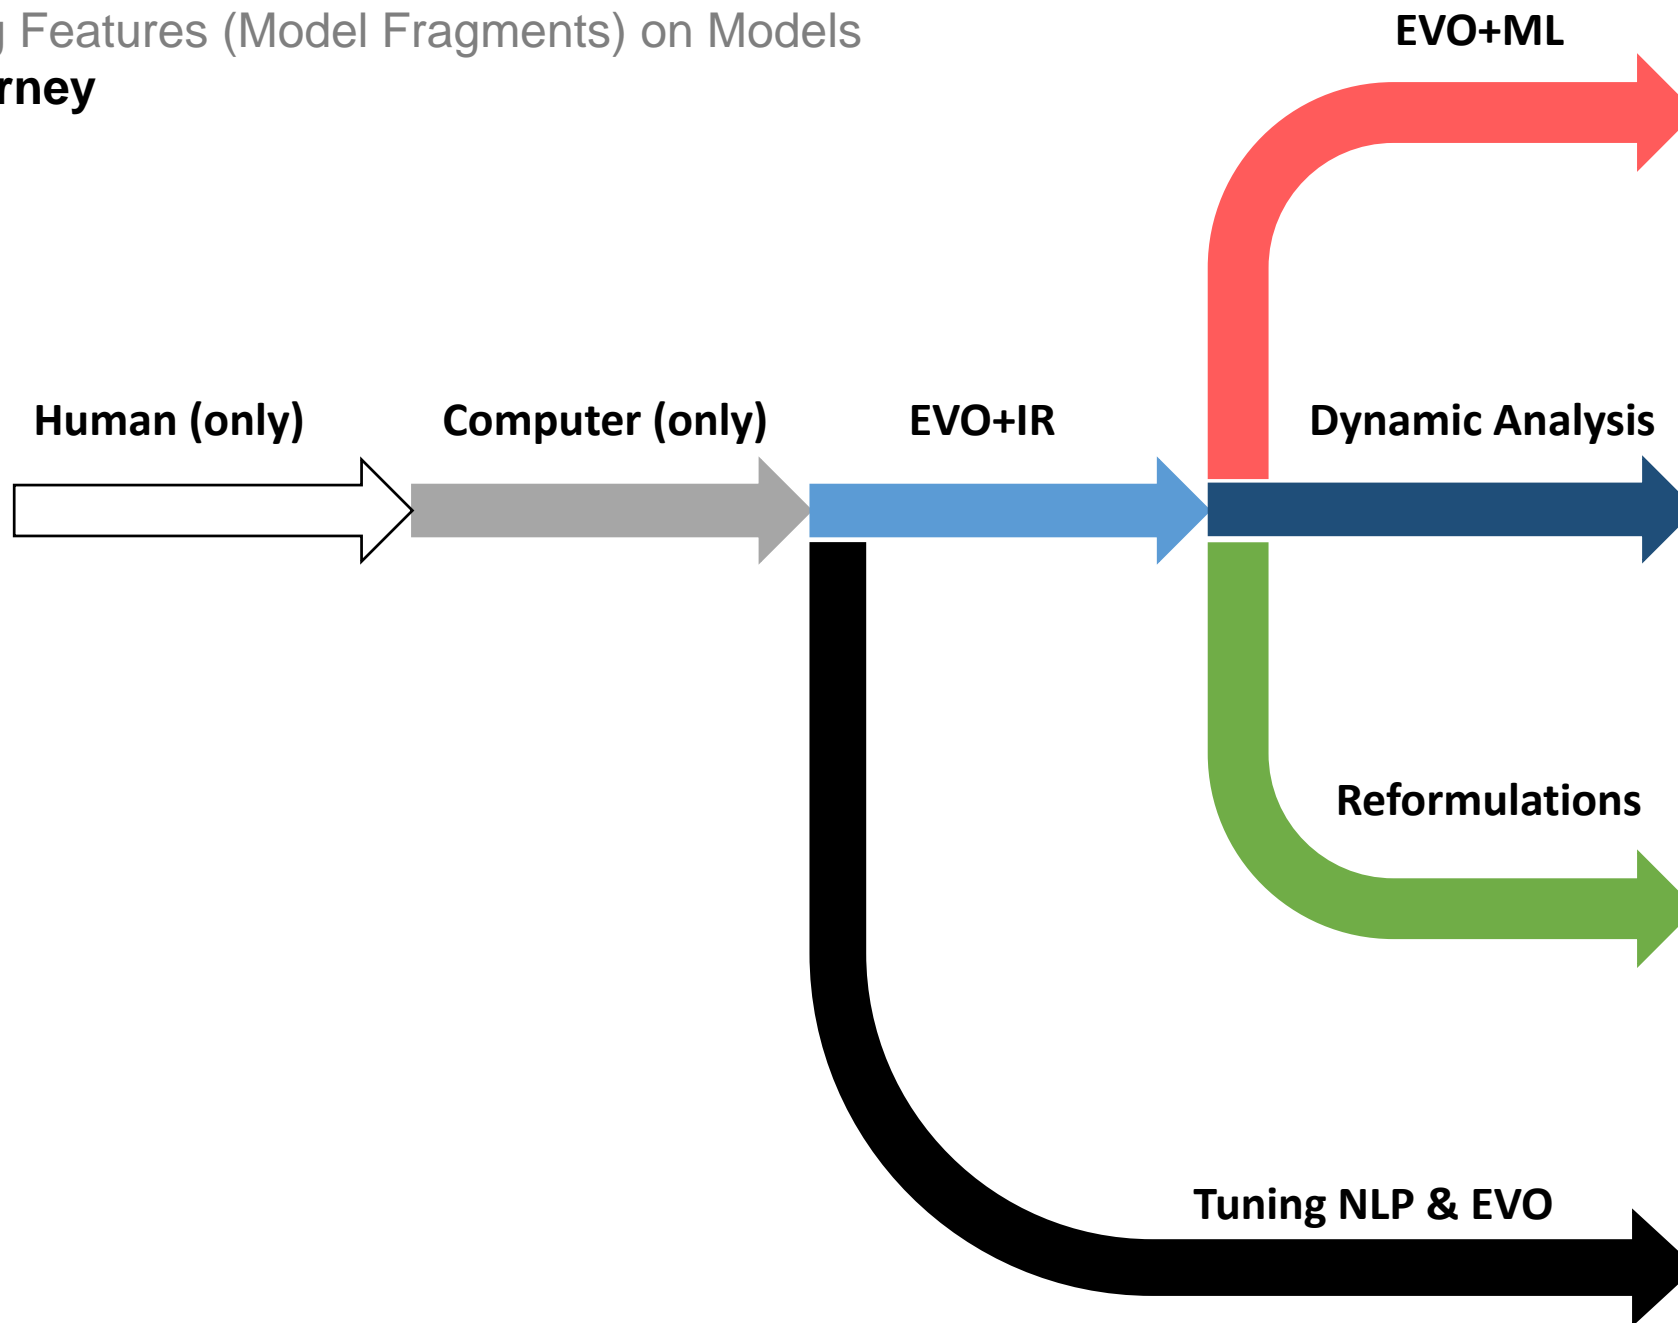 Features (Model Fragments) on Models
EVO+ML
Human (only)
Computer (only)
EVO+IR
Dynamic Analysis
Reformulations
Tuning NLP & EVO